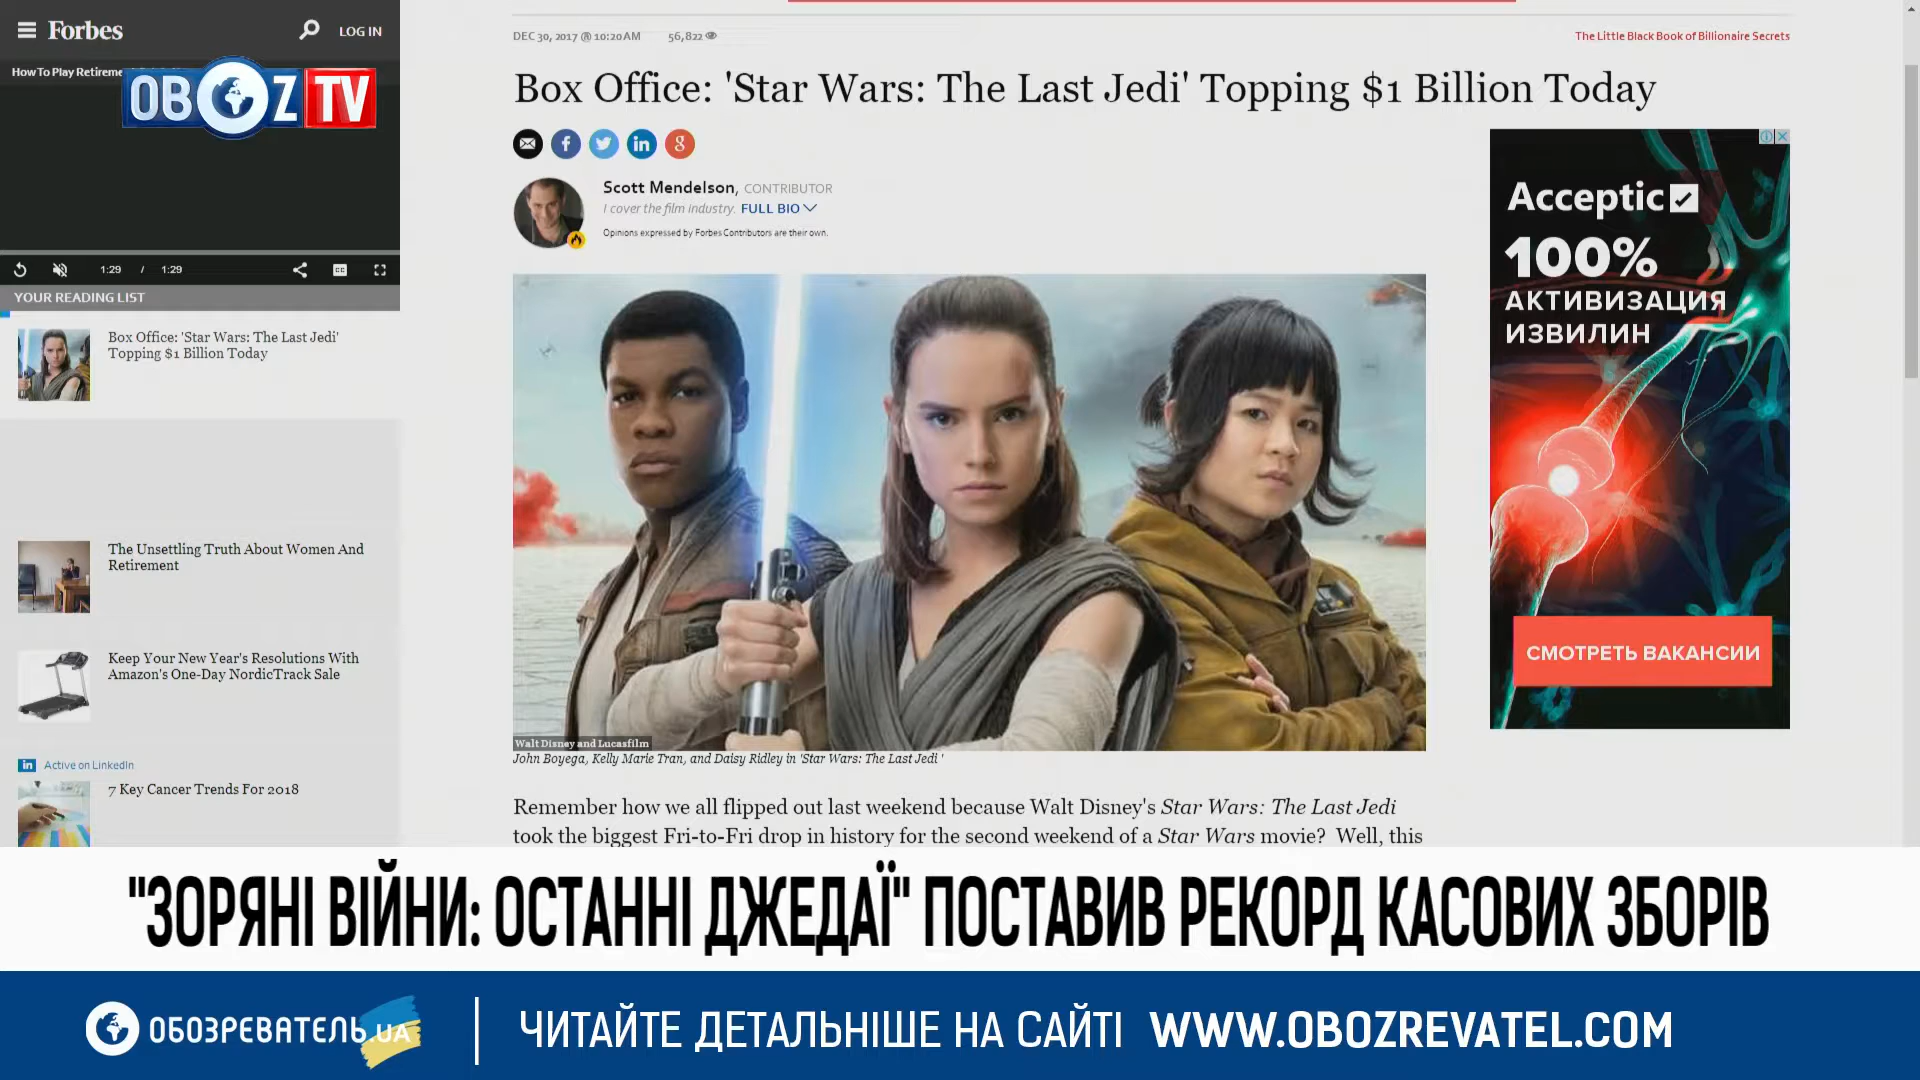 Forbes
LOG IN
How To Play Retireme
OBOZ TV
1:29 / 1:29
CC
YOUR READING LIST
Box Office: 'Star Wars: The Last Jedi'
Topping $1 Billion Today
The Unsettling Truth About Women And
Retirement
Keep Your New Year's Resolutions With
Amazon's One-Day NordicTrack Sale
in Active on LinkedIn
7 Key Cancer Trends For 2018
DEC 30, 2017 @ 10:20 AM 56,822
The Little Black Book of Billionaire Secrets
Box Office: 'Star Wars: The Last Jedi' Topping $1 Billion Today
f in g
Scott Mendelson, CONTRIBUTOR
I cover the film industry. FULL BIO
Opinions expressed by Forbes Contributors are their own.
Walt Disney and Lucasfilm
John Boyega, Kelly Marie Tran, and Daisy Ridley in 'Star Wars: The Last Jedi '
Remember how we all flipped out last weekend because Walt Disney's Star Wars: The Last Jedi
took the biggest Fri-to-Fri drop in history for the second weekend of a Star Wars movie? Well, this
Acceptic
100%
АКТИВИЗАЦИЯ
ИЗВИЛИН
СМОТРЕТЬ ВАКАНСИИ
"ЗОРЯНІ ВІЙНИ: ОСТАННІ ДЖЕДАЇ" ПОСТАВИВ РЕКОРД КАСОВИХ ЗБОРІВ
ОБОЗРЕВАТЕЛЬ.UA
ЧИТАЙТЕ ДЕТАЛЬНІШЕ НА САЙТІ WWW.OBOZREVATEL.COM